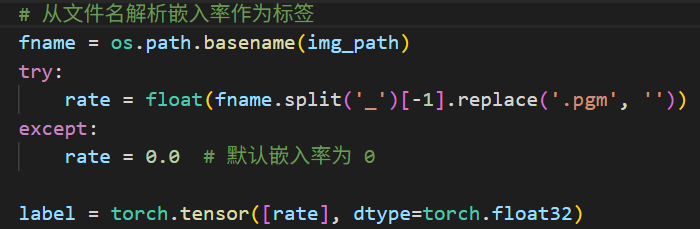 # 从文件名解析嵌入率作为标签
fname = os.path.basename(img_path)
try:
    rate = float(fname.split('_')[-1].replace('.pgm', ''))
except:
    rate = 0.0  # 默认嵌入率为 0

label = torch.tensor([rate], dtype=torch.float32)